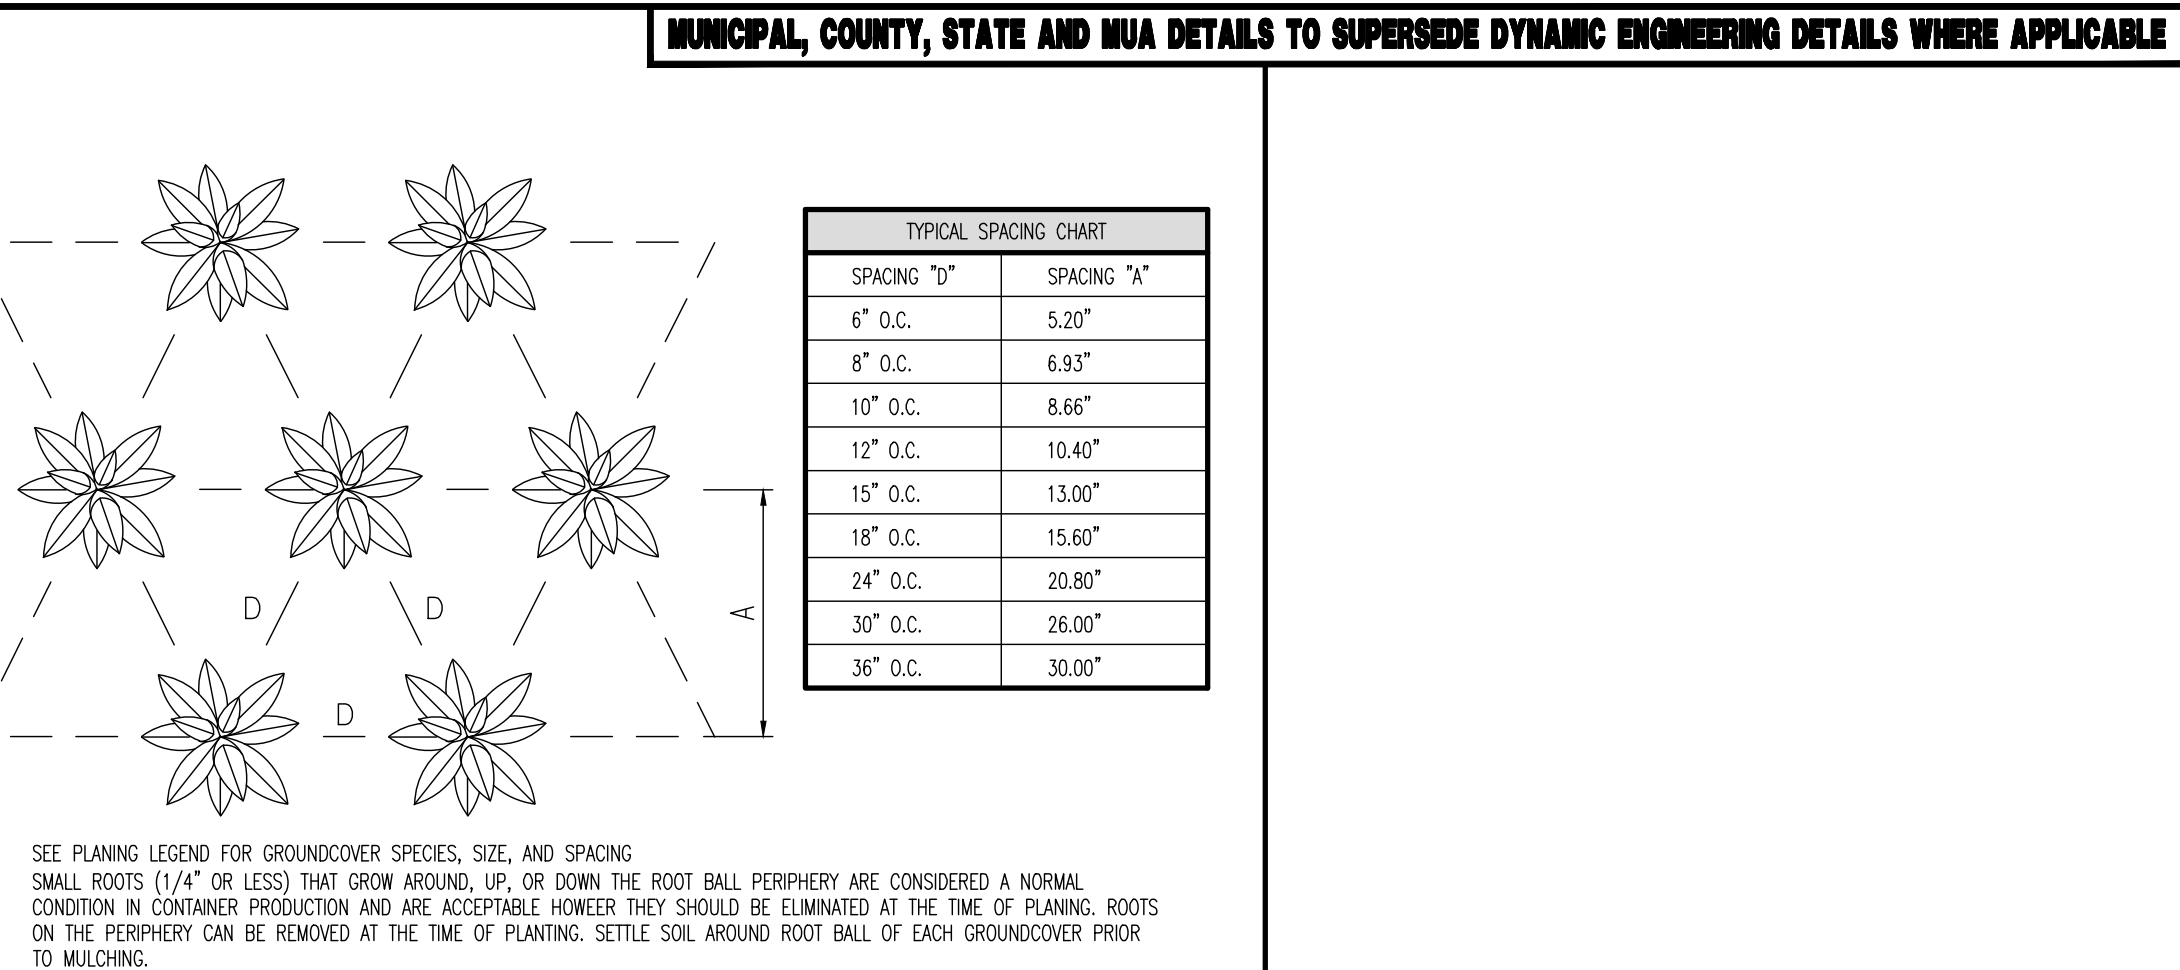 MUNICIPAL, COUNTY, STATE AND MUA DETAILS TO SUPERSEDE DYNAMIC ENGINEERING DETAILS WHERE APPLICABLE
TYPICAL SPACING CHART
SPACING "D" SPACING "A"
6" O.C. 5.20"
8" O.C. 6.93"
10" O.C. 8.66"
12" O.C. 10.40"
15" O.C. 13.00"
18" O.C. 15.60"
24" O.C. 20.80"
30" O.C. 26.00"
36" O.C. 30.00"
D D
A
D
SEE PLANING LEGEND FOR GROUNDCOVER SPECIES, SIZE, AND SPACING
SMALL ROOTS (1/4" OR LESS) THAT GROW AROUND, UP, OR DOWN THE ROOT BALL PERIPHERY ARE CONSIDERED A NORMAL
CONDITION IN CONTAINER PRODUCTION AND ARE ACCEPTABLE HOWEER THEY SHOULD BE ELIMINATED AT THE TIME OF PLANING. ROOTS
ON THE PERIPHERY CAN BE REMOVED AT THE TIME OF PLANTING. SETTLE SOIL AROUND ROOT BALL OF EACH GROUNDCOVER PRIOR
TO MULCHING.